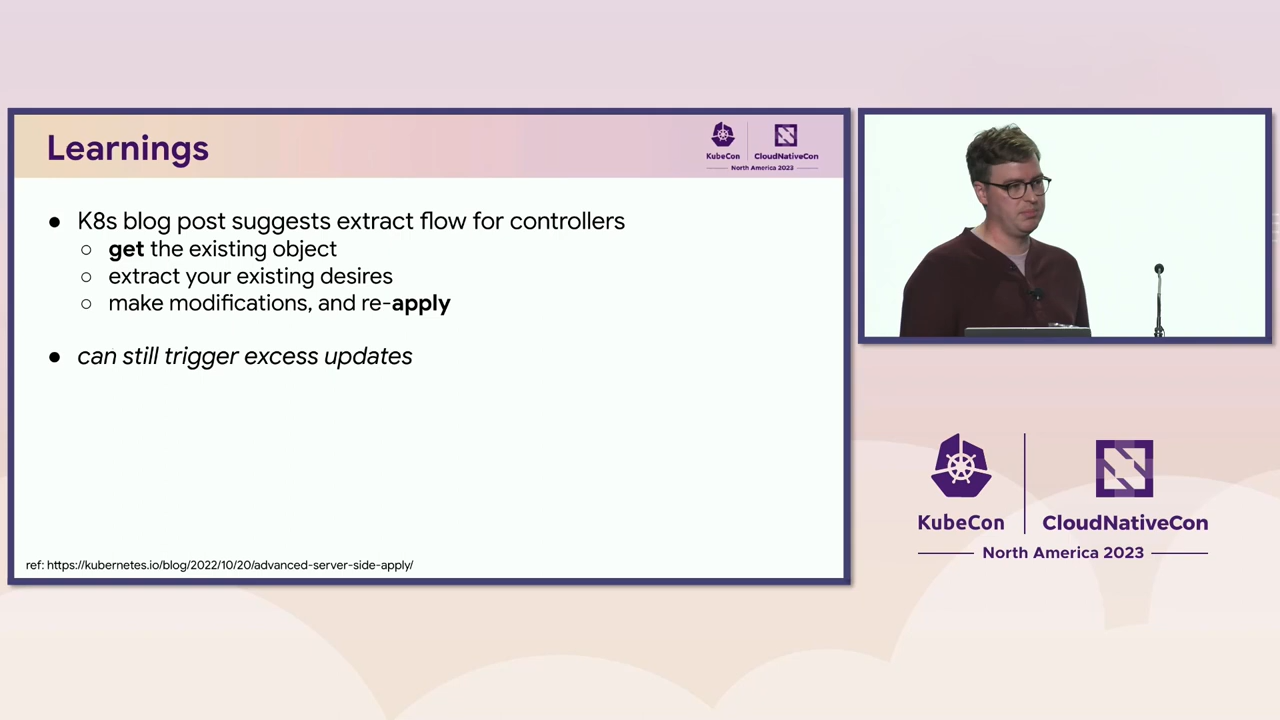 Learnings
KubeCon
CloudNativeCon
North America 2023
● K8s blog post suggests extract flow for controllers
○ get the existing object
○ extract your existing desires
○ make modifications, and re-apply
● can still trigger excess updates
ref: https://kubernetes.io/blog/2022/10/20/advanced-server-side-apply/
KubeCon
CloudNativeCon
North America 2023